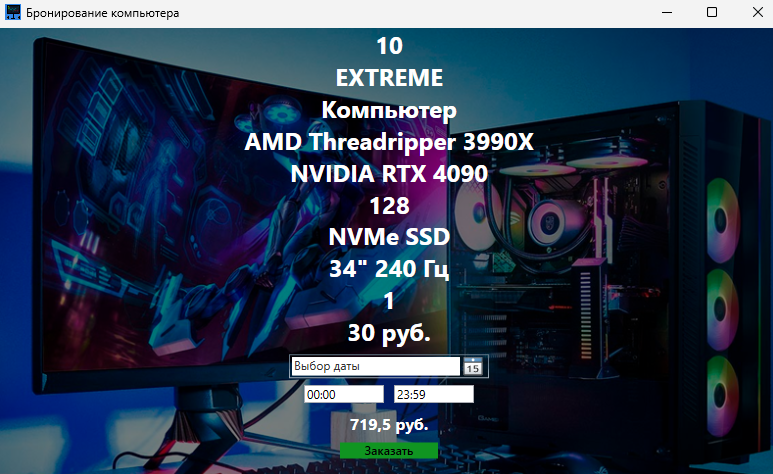 Бронирование компьютера
10
EXTREME
Компьютер
AMD Threadripper 3990X
NVIDIA RTX 4090
128
NVMe SSD
34" 240 Гц
1
30 руб.
Выбор даты 15
00:00 23:59
719,5 руб.
Заказать